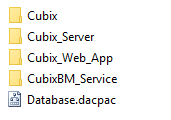 Cubix
Cubix_Server
Cubix_Web_App
CubixBM_Service
Database.dacpac